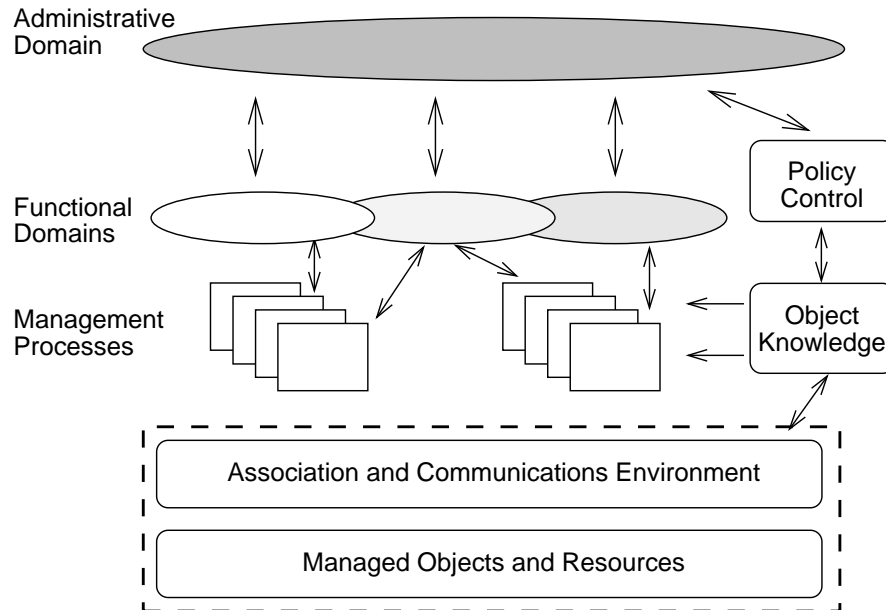 Administrative
Domain
Policy
Control
Functional
Domains
Management
Processes
Object
Knowledge
Association and Communications Environment
Managed Objects and Resources